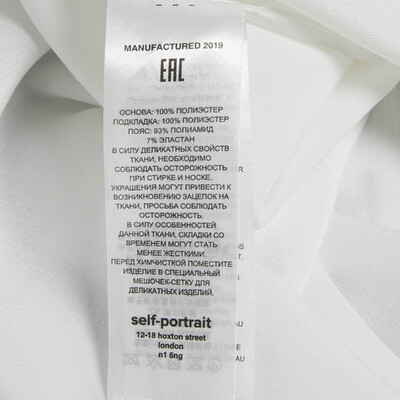 MANUFACTURED 2019
EAC
ОСНОВА: 100% ПОЛИЭСТЕР
ПОДКЛАДКА: 100% ПОЛИЭСТЕР
ПОЯС: 93% ПОЛИАМИД
7% ЭЛАСТАН
В СИЛУ ДЕЛИКАТНЫХ СВОЙСТВ
ТКАНИ, НЕОБХОДИМО
СОБЛЮДАТЬ ОСТОРОЖНОСТЬ
ПРИ СТИРКЕ И НОСКЕ.
УКРАШЕНИЯ МОГУТ ПРИВЕСТИ К
ВОЗНИКНОВЕНИЮ ЗАЦЕПОК НА
ТКАНИ, ПРОСЬБА СОБЛЮДАТЬ
ОСТОРОЖНОСТЬ.
В СИЛУ ОСОБЕННОСТЕЙ
ДАННОЙ ТКАНИ, СКЛАДКИ СО
ВРЕМЕНЕМ МОГУТ СТАТЬ
МЕНЕЕ ЖЕСТКИМИ.
ПЕРЕД ХИМЧИСТКОЙ ПОМЕСТИТЕ
ИЗДЕЛИЕ В СПЕЦИАЛЬНЫЙ
МЕШОЧЕК-СЕТКУ ДЛЯ
ДЕЛИКАТНЫХ ИЗДЕЛИЙ.
self-portrait
12-18 hoxton street
london
n1 6ng